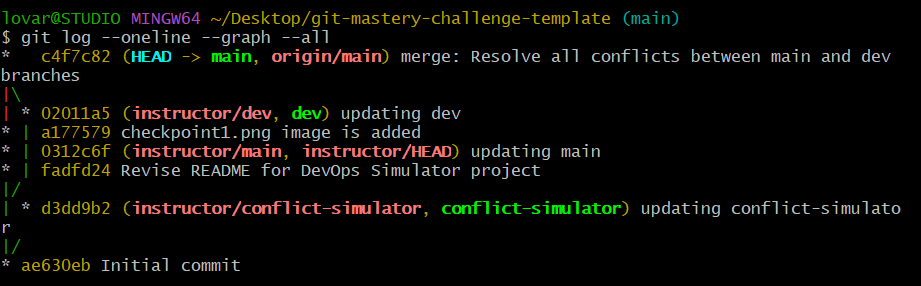 lovar@STUDIO MINGW64 ~/Desktop/git-mastery-challenge-template (main)
$ git log --oneline --graph --all
*   c4f7c82 (HEAD -> main, origin/main) merge: Resolve all conflicts between main and dev
branches
|\
| * 02011a5 (instructor/dev, dev) updating dev
* | a177579 checkpoint1.png image is added
* | 0312c6f (instructor/main, instructor/HEAD) updating main
* | fadfd24 Revise README for DevOps Simulator project
|/
| * d3dd9b2 (instructor/conflict-simulator, conflict-simulator) updating conflict-simulato
r
|/
* ae630eb Initial commit